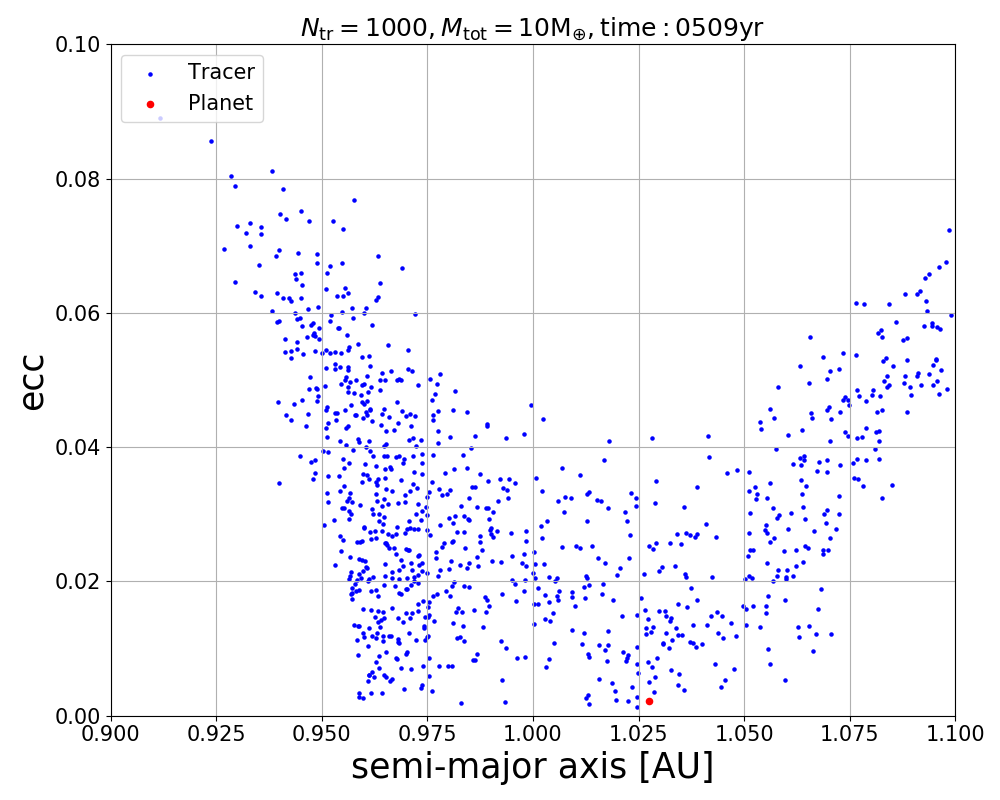 N_tr = 1000, M_tot = 10M_⊕, time : 0509yr
0.10
0.08
0.06
0.04
0.02
0.00
ecc
Tracer
Planet
0.900 0.925 0.950 0.975 1.000 1.025 1.050 1.075 1.100
semi-major axis [AU]